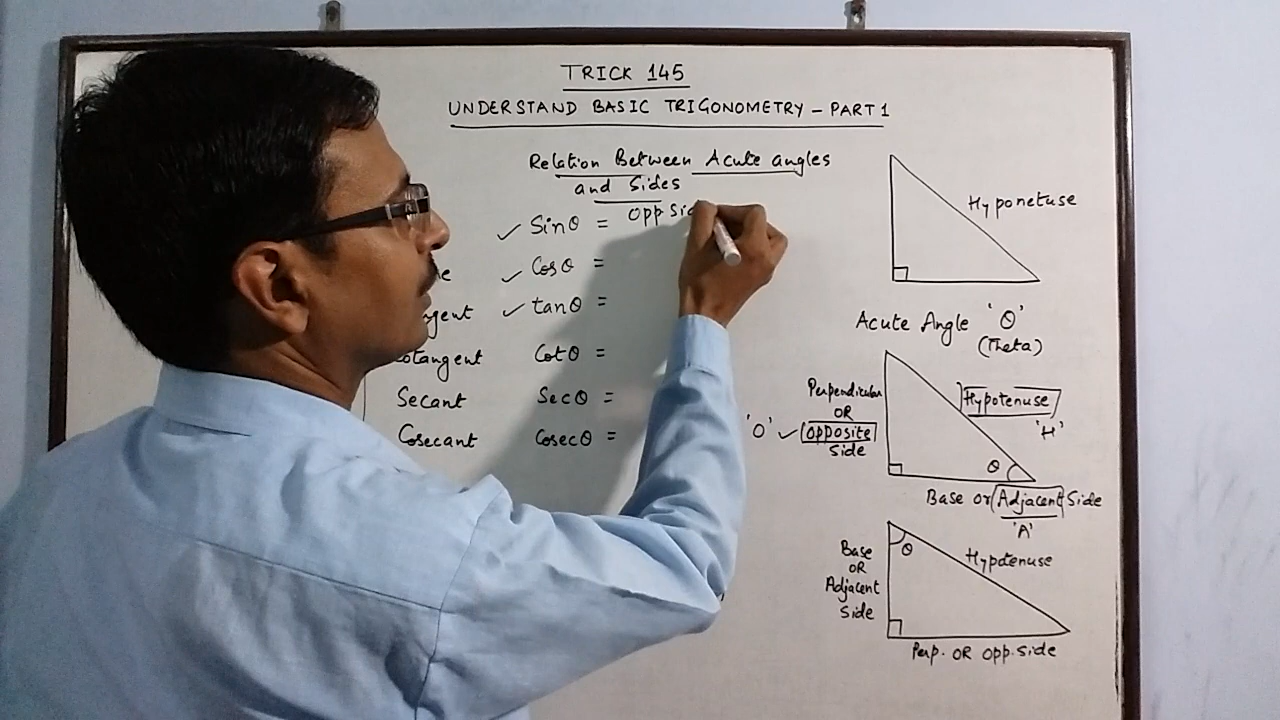 TRICK 145
UNDERSTAND BASIC TRIGONOMETRY - PART 1
Relation Between Acute angles
and Sides
Sinθ = Opp Si
Cosθ =
tanθ =
Cotangent Cotθ =
Secant Secθ =
Cosecant Cosecθ =
Hyponetuse
Acute Angle 'θ'
(Theta)
Perpendicular
OR
'O' ✓ Opposite
Side
Hypotenuse
'H'
θ
Base or Adjacent Side
'A'
Base
OR
Adjacent
Side
θ
Hypotenuse
Perp. OR Opp. Side